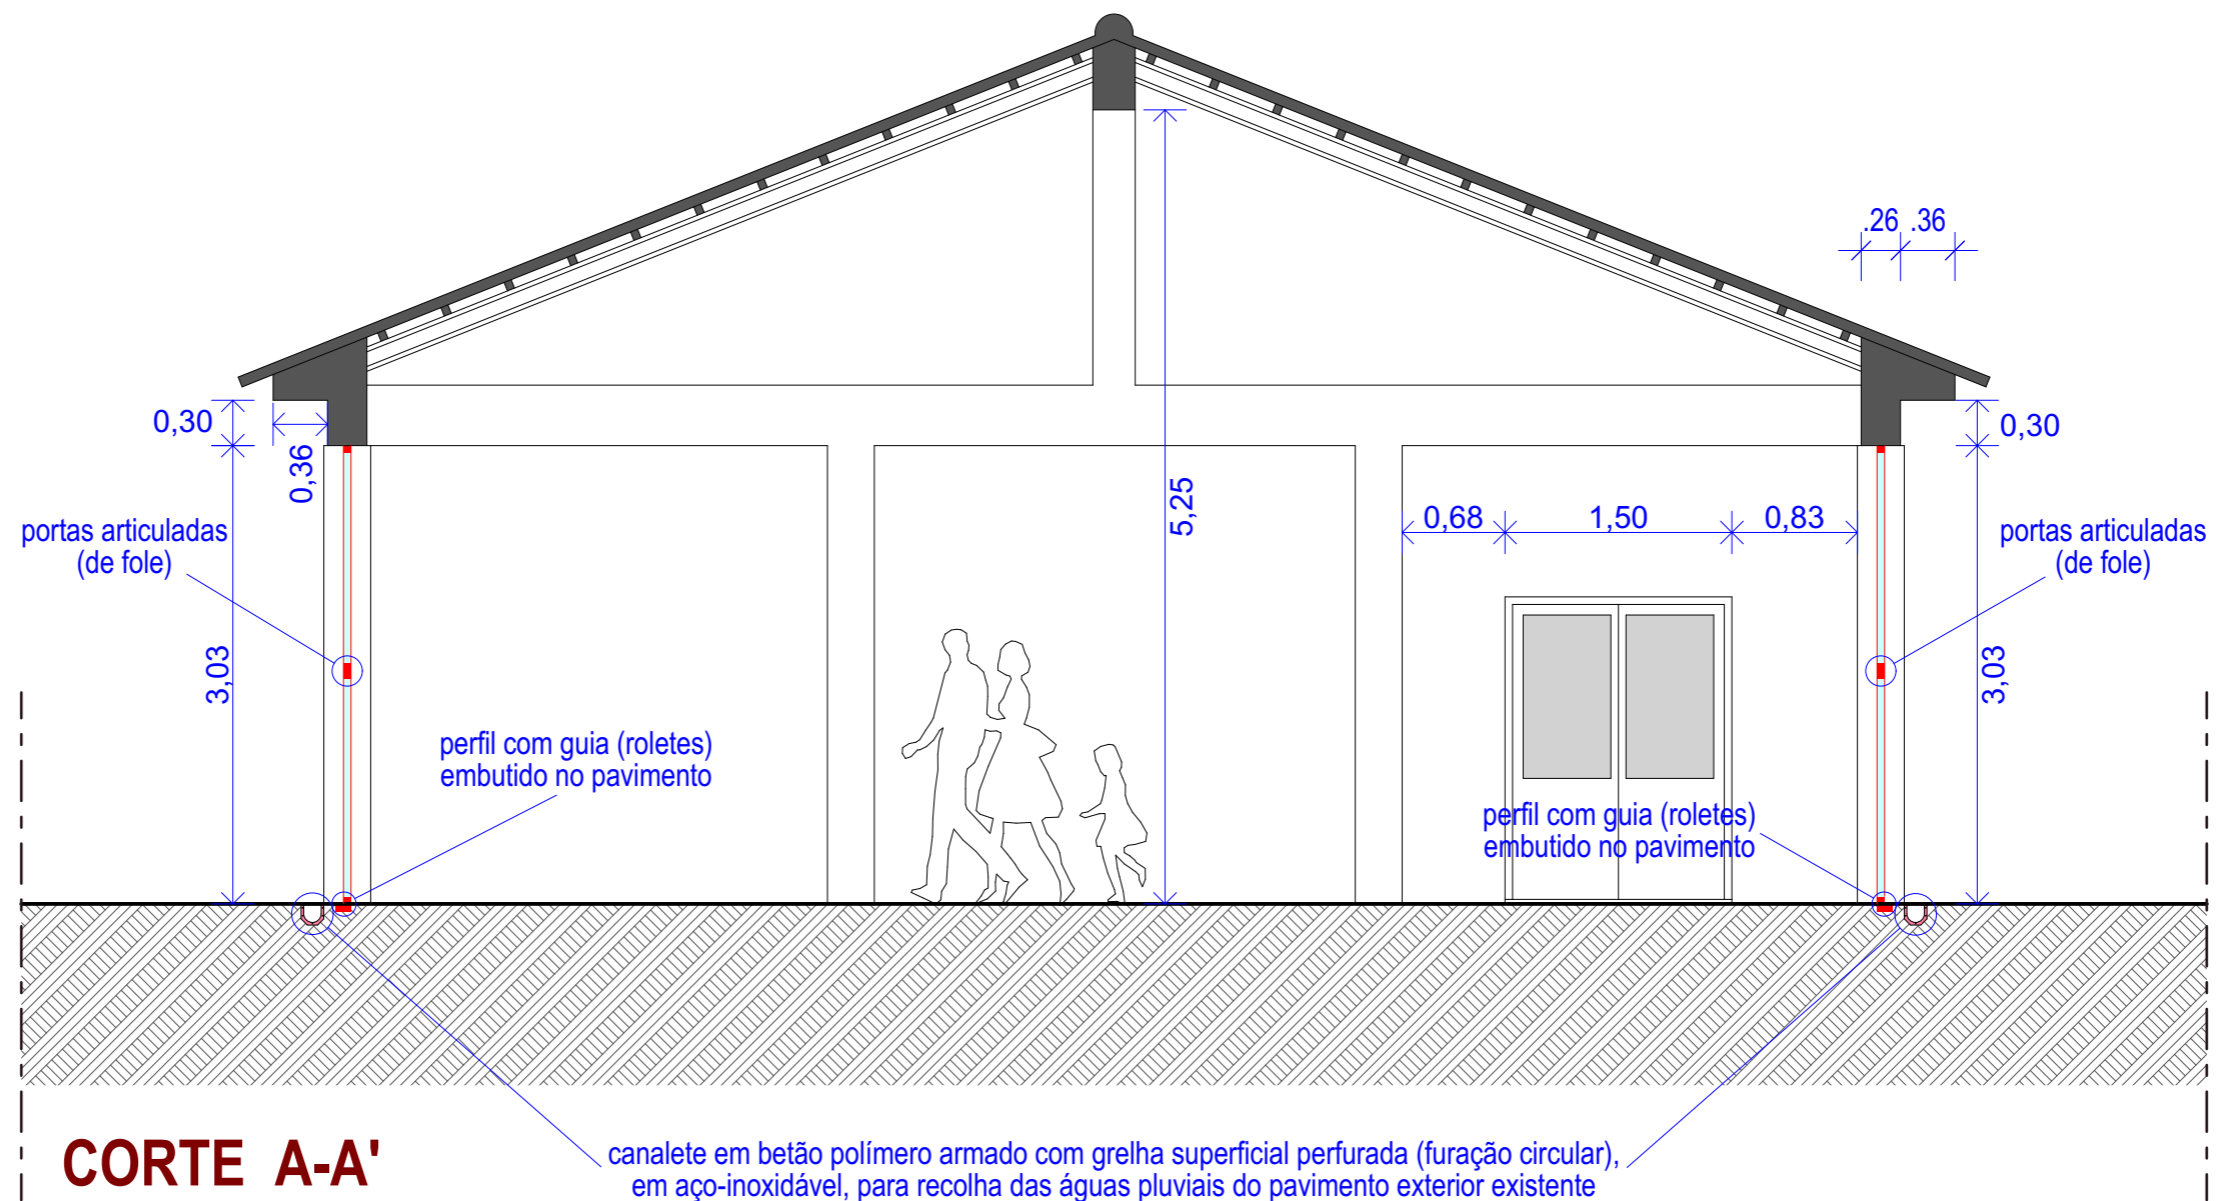 .26 .36
0,30
0,36
0,30
5,25
0,68 1,50 0,83
portas articuladas
(de fole)
portas articuladas
(de fole)
3,03
3,03
perfil com guia (roletes)
embutido no pavimento
perfil com guia (roletes)
embutido no pavimento
CORTE A-A'
canalete em betão polímero armado com grelha superficial perfurada (furação circular),
em aço-inoxidável, para recolha das águas pluviais do pavimento exterior existente